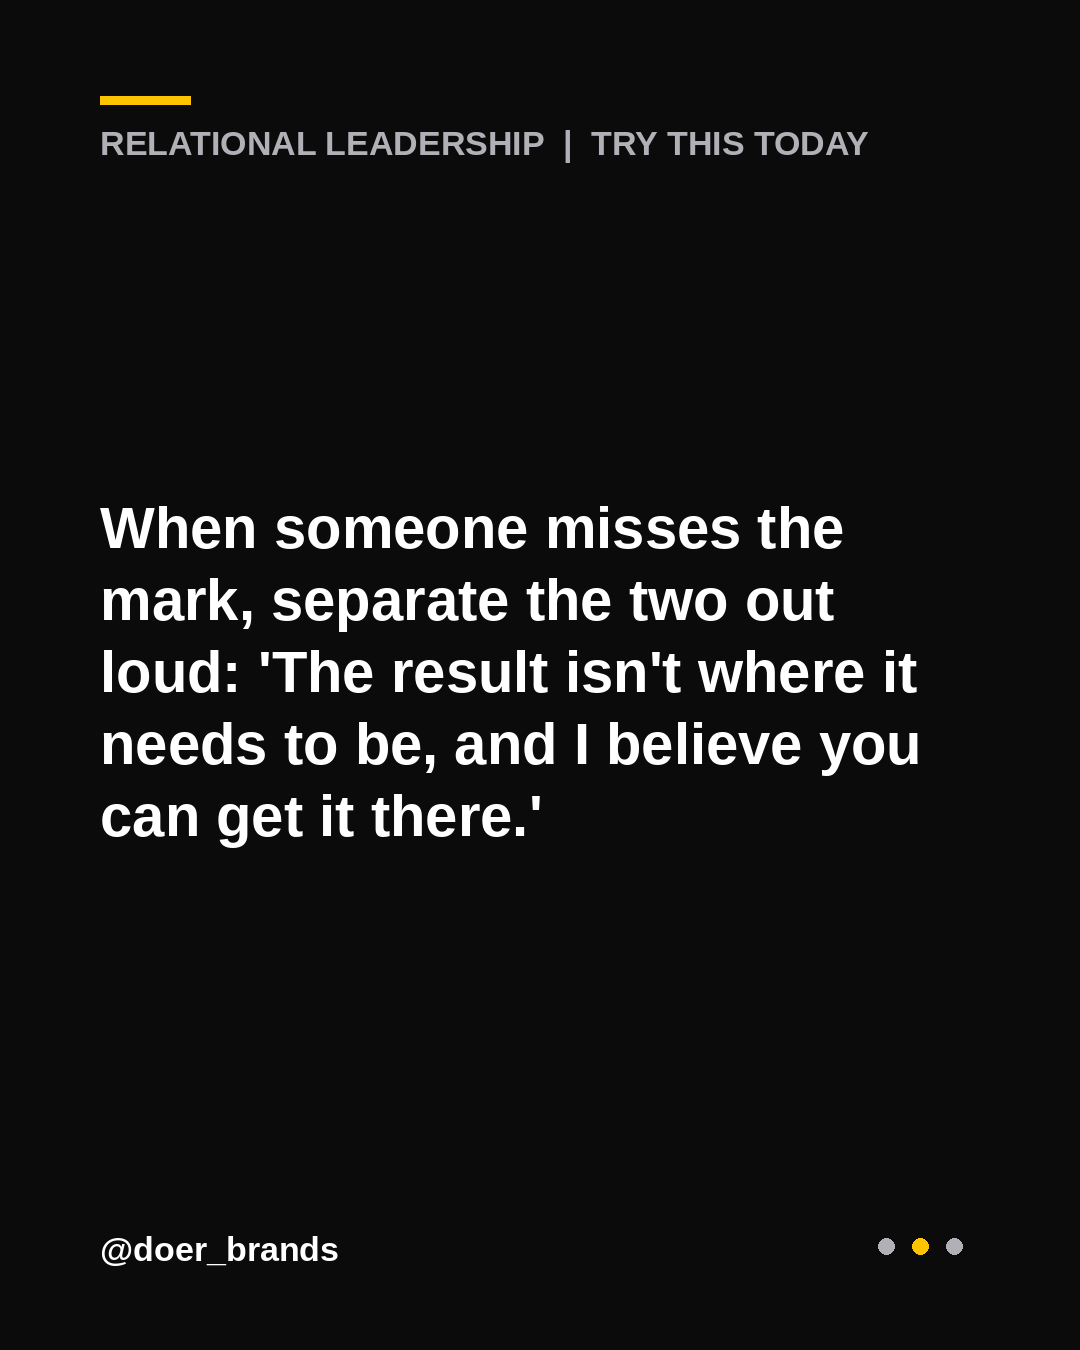 RELATIONAL LEADERSHIP | TRY THIS TODAY
When someone misses the
mark, separate the two out
loud: 'The result isn't where it
needs to be, and I believe you
can get it there.'
@doer_brands